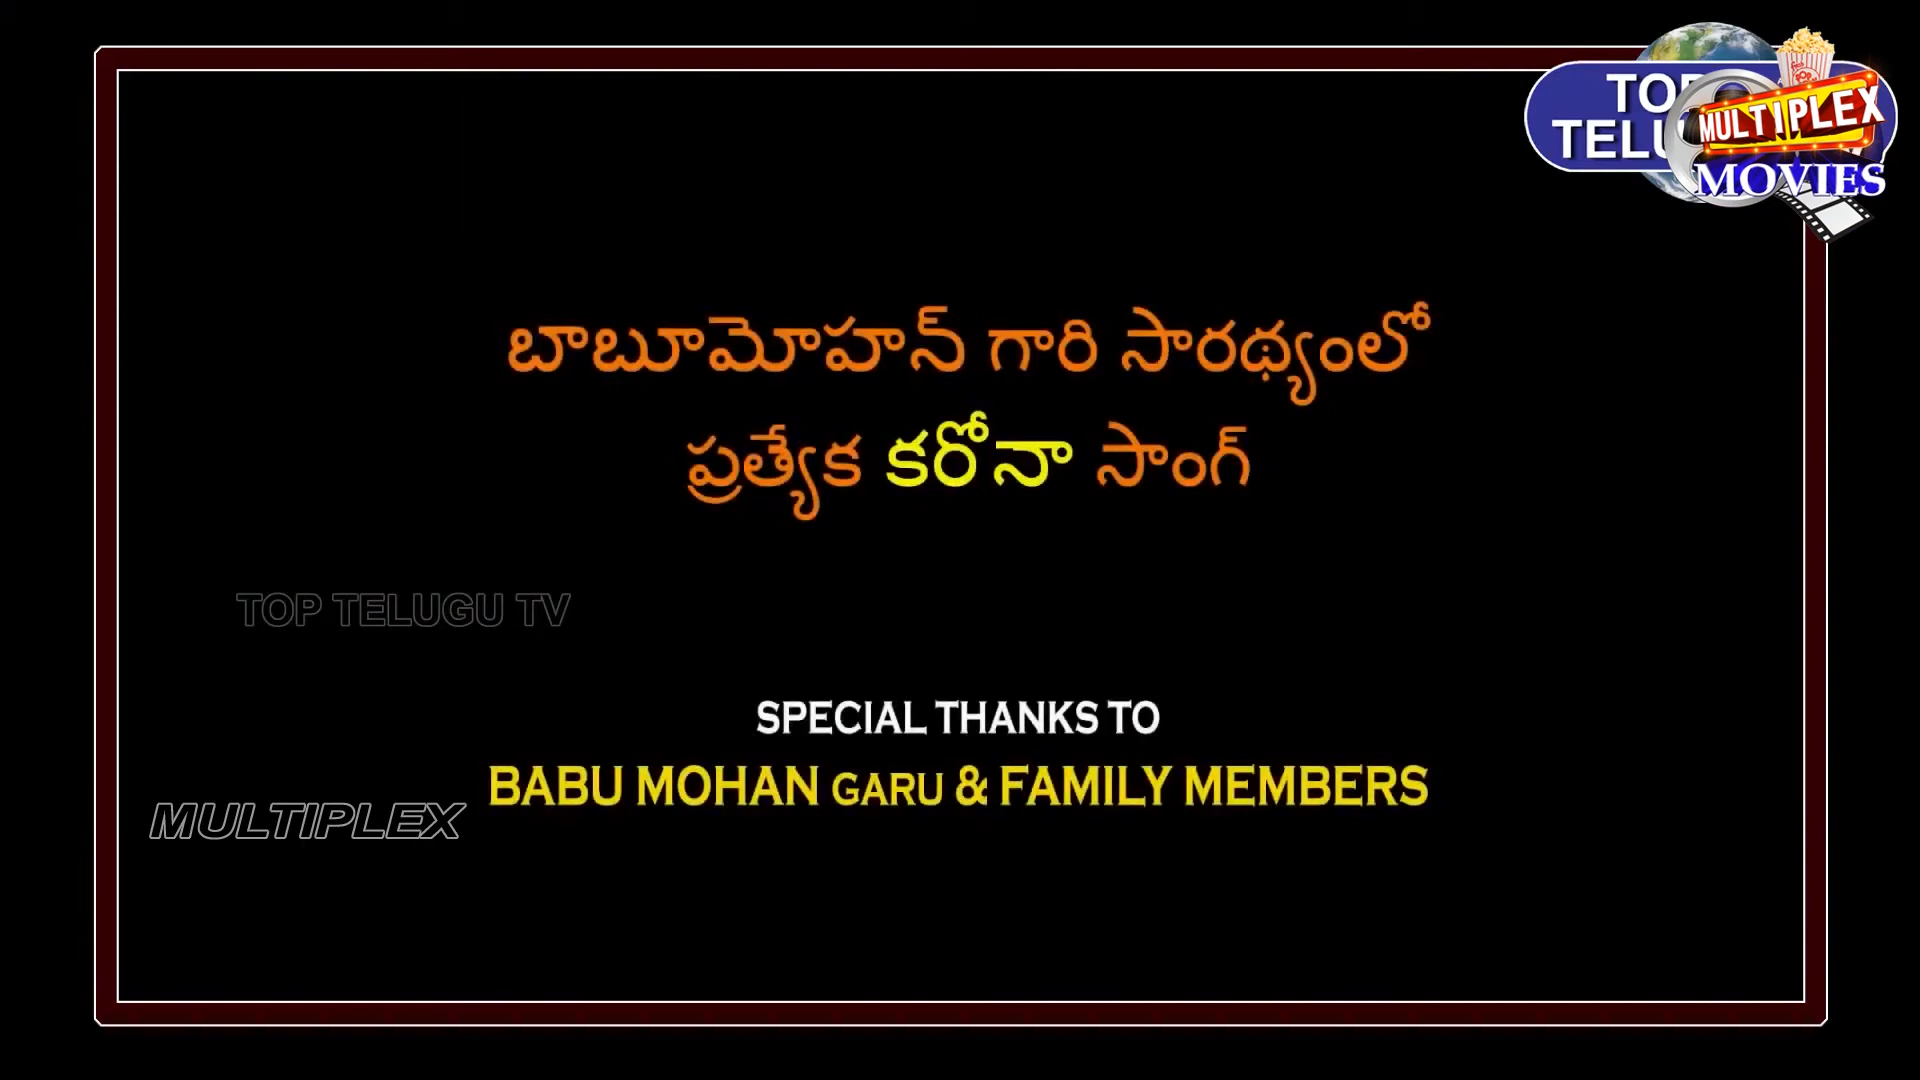 TOP
MULTIPLEX
MOVIES
బాబూమోహన్ గారి సారథ్యంలో
ప్రత్యేక కరోనా సాంగ్
TOP TELUGU TV
SPECIAL THANKS TO
BABU MOHAN GARU & FAMILY MEMBERS
MULTIPLEX